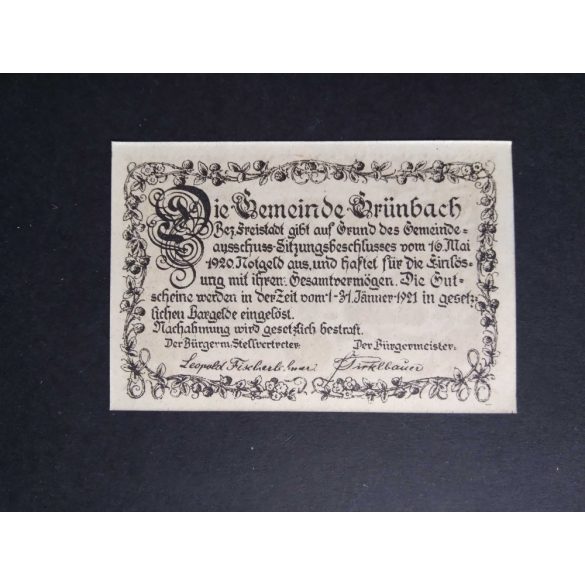 Die Gemeinde Grünbach
Bez. Freistadt gibt auf Grund des Gemeinde-
ausschuss-Sitzungsbeschlusses vom 16 Mai
1920. Notgeld aus, und haftet für die Einlös-
ung mit ihrem Gesamtvermögen. Die Gut-
scheine werden in der Zeit vom 1-31. Jänner 1921 in gesetz-
lichen Bargelde eingelöst.
Nachahmung wird gesetzlich bestraft.
Der Bürgerm: Stellvertreter: Der Bürgermeister:
Leopold